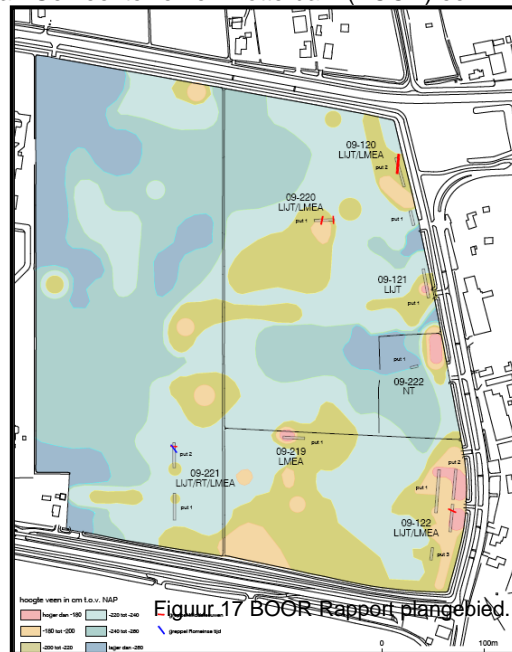 09-120
LIJT/LMEA
put 2
09-220
LIJT/LMEA
put 1
put 1
09-121
LIJT
put 1
put 1
09-222
NT
put 1
09-219
LMEA
put 2
09-221
LIJT/RT/LMEA
put 1
put 2
put 1
09-122
LIJT/LMEA
put 3
hoogte veen in cm t.o.v. NAP
Figuur 17 BOOR Rapport plangebied.
hoger dan -180
-220 tot -240
-180 tot -200
-240 tot -260
greppel Romeinse tijd
-200 tot -220
lager dan -260
0
100m